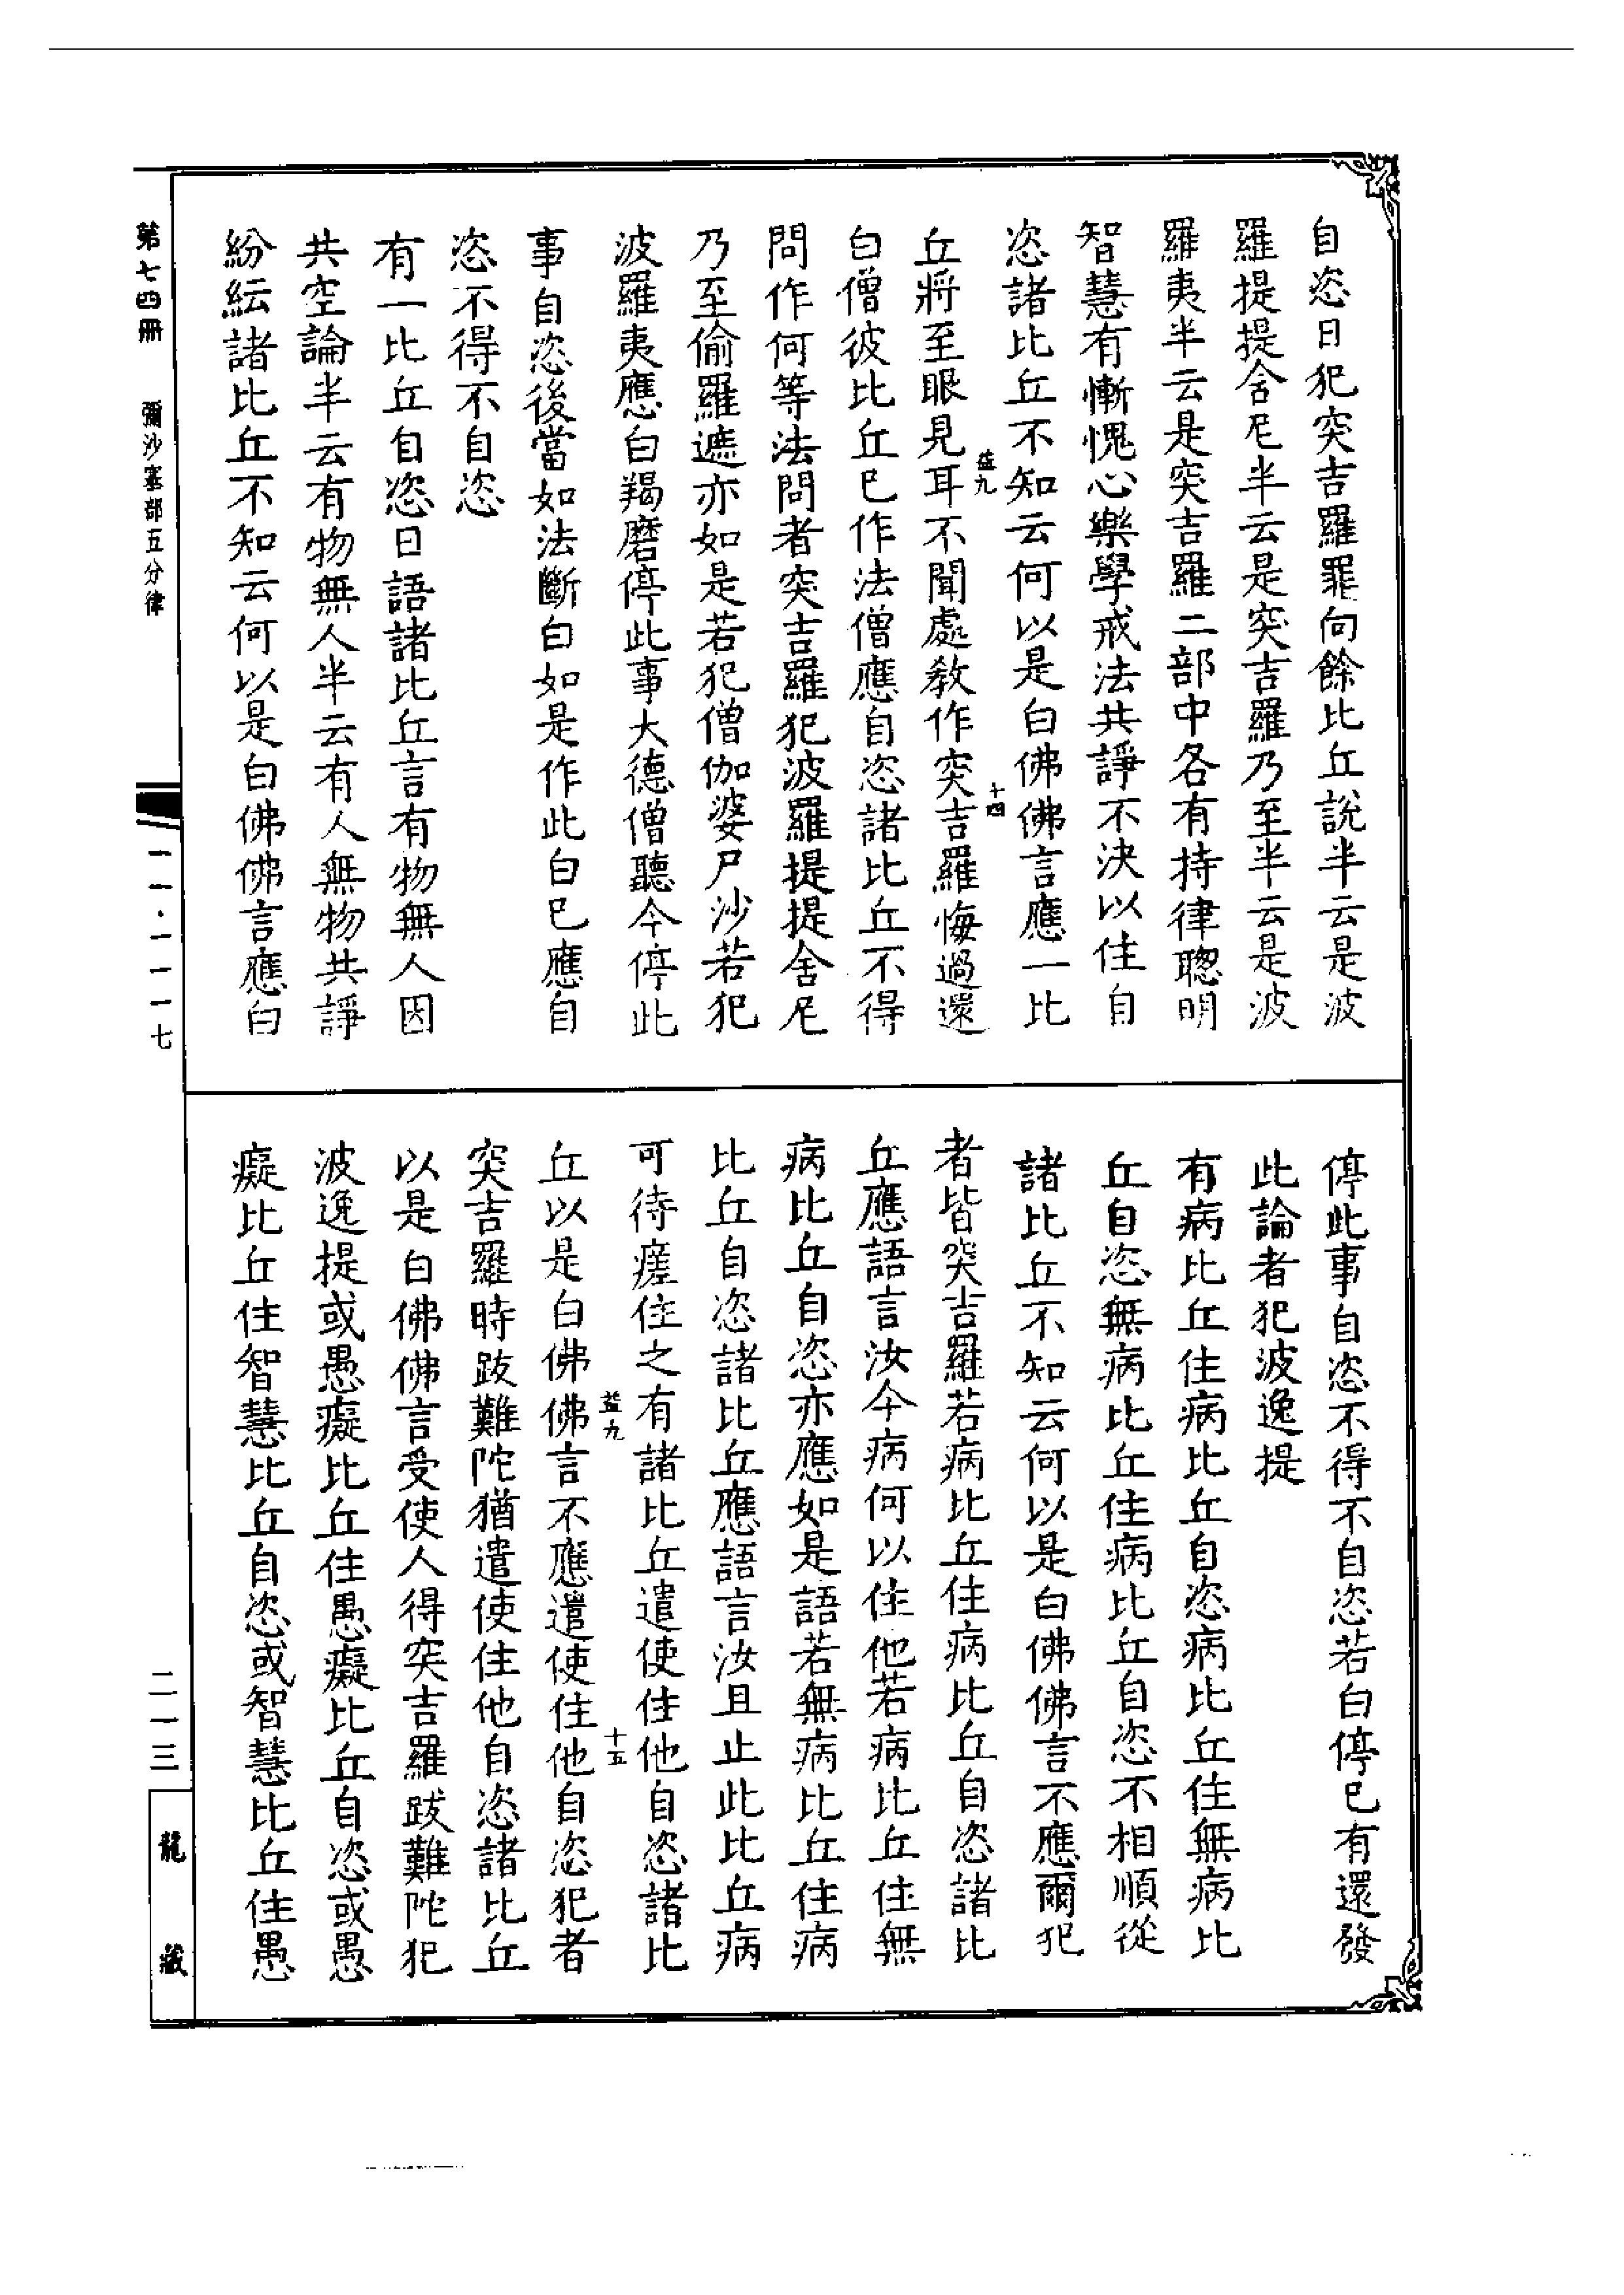 自恣日犯突吉羅罪向餘比丘說半云是波
羅提提舍尼半云是突吉羅乃至半云是波
羅夷半云是突吉羅二部中各有持律聰明
智慧有慚愧心樂學戒法共諍不決以住自
恣諸比丘不知云何以是白佛佛言應一比
丘將至眼見耳不聞處教作突吉羅悔過還
益九
十四
白僧彼比丘已作法僧應自恣諸比丘不得
問作何等法問者突吉羅犯波羅提提舍尼
乃至偷羅遮亦如是若犯僧伽婆尸沙若犯
波羅夷應白羯磨停此事大德僧聽今停此
事自恣後當如法斷白如是作此白已應自
恣不得不自恣
有一比丘自恣日語諸比丘言有物無人因
共空論半云有物無人半云有人無物共諍
紛紜諸比丘不知云何以是白佛佛言應白
停此事自恣不得不自恣若白停已有還發
此論者犯波逸提
有病比丘住病比丘自恣病比丘住無病比
丘自恣無病比丘住病比丘自恣不相順從
諸比丘不知云何以是白佛佛言不應爾犯
者皆突吉羅若病比丘住病比丘自恣諸比
丘應語言汝今病何以住他若病比丘住無
病比丘自恣亦應如是語若無病比丘住病
比丘自恣諸比丘應語言汝且止此比丘病
可待瘥住之有諸比丘遣使住他自恣諸比
益九
十五
丘以是白佛佛言不應遣使住他自恣犯者
突吉羅時跋難陀猶遣使住他自恣諸比丘
以是白佛佛言受使人得突吉羅跋難陀犯
波逸提或愚癡比丘住愚癡比丘自恣或愚
癡比丘住智慧比丘自恣或智慧比丘住愚
第七四冊
彌沙塞部五分律
一一·一一一七
二一三
龍藏